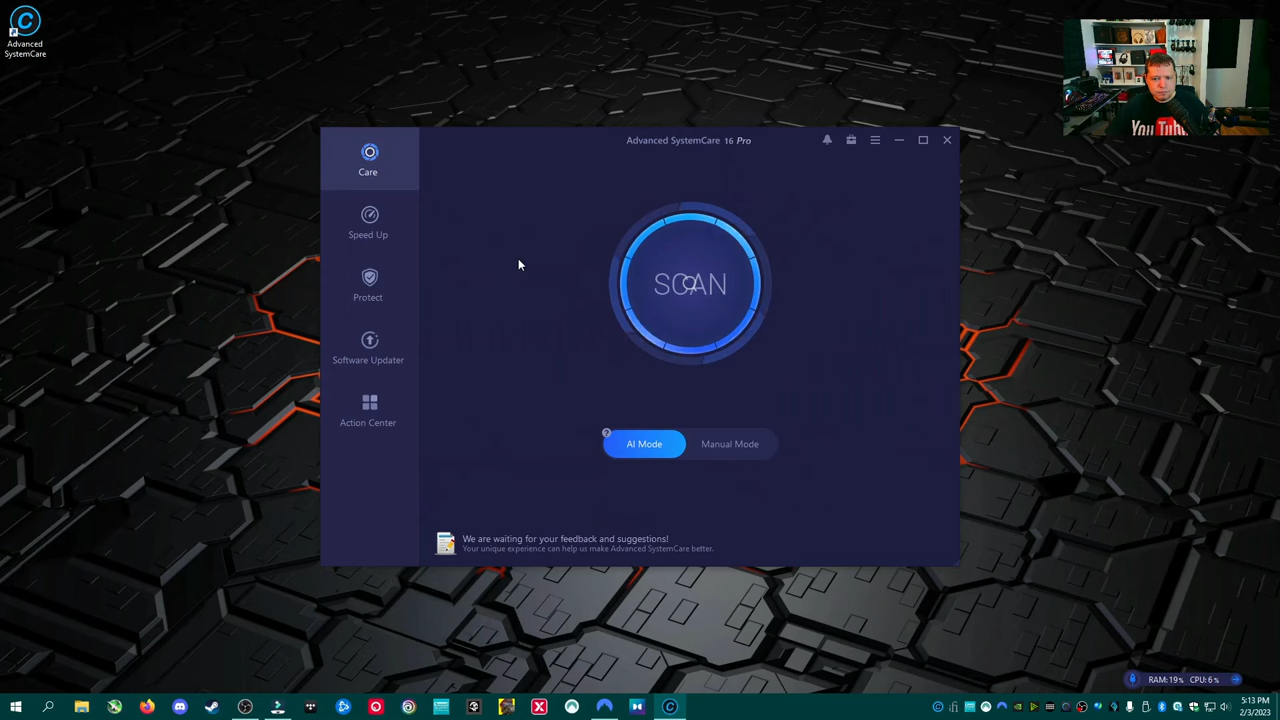 Advanced
SystemCare
YouTube
Advanced SystemCare 16 Pro
Care
Speed Up
Protect
Software Updater
Action Center
SCAN
?
AI Mode
Manual Mode
We are waiting for your feedback and suggestions!
Your unique experience can help us make Advanced SystemCare better.
RAM: 19% CPU: 6%
5:13 PM
2/3/2023